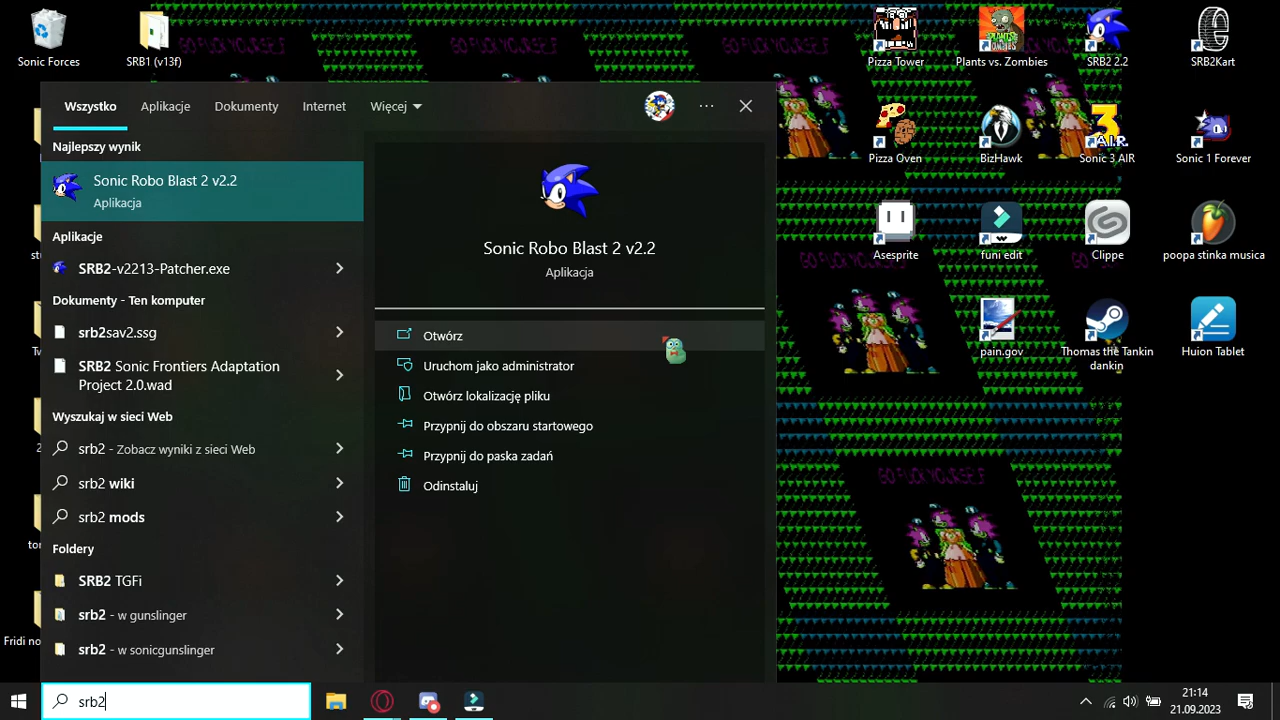 Sonic Forces
SRB1 (v13f)
Pizza Tower
Plants vs. Zombies
SRB2 2.2
SRB2Kart
Pizza Oven
BizHawk
Sonic 3 AIR
Sonic 1 Forever
Asesprite
funi edit
Clippe
poopa stinka musica
pain.gov
Thomas the Tankin
dankin
Huion Tablet
Wszystko
Aplikacje
Dokumenty
Internet
Więcej
Najlepszy wynik
Sonic Robo Blast 2 v2.2
Aplikacja
Aplikacje
SRB2-v2213-Patcher.exe
Dokumenty - Ten komputer
srb2sav2.ssg
SRB2 Sonic Frontiers Adaptation
Project 2.0.wad
Wyszukaj w sieci Web
srb2 - Zobacz wyniki z sieci Web
srb2 wiki
srb2 mods
Foldery
SRB2 TGFi
srb2 - w gunslinger
srb2 - w sonicgunslinger
Sonic Robo Blast 2 v2.2
Aplikacja
Otwórz
Uruchom jako administrator
Otwórz lokalizację pliku
Przypnij do obszaru startowego
Przypnij do paska zadań
Odinstaluj
GO FUCK YOURSELF
Fridi no
srb2
21:14
21.09.2023